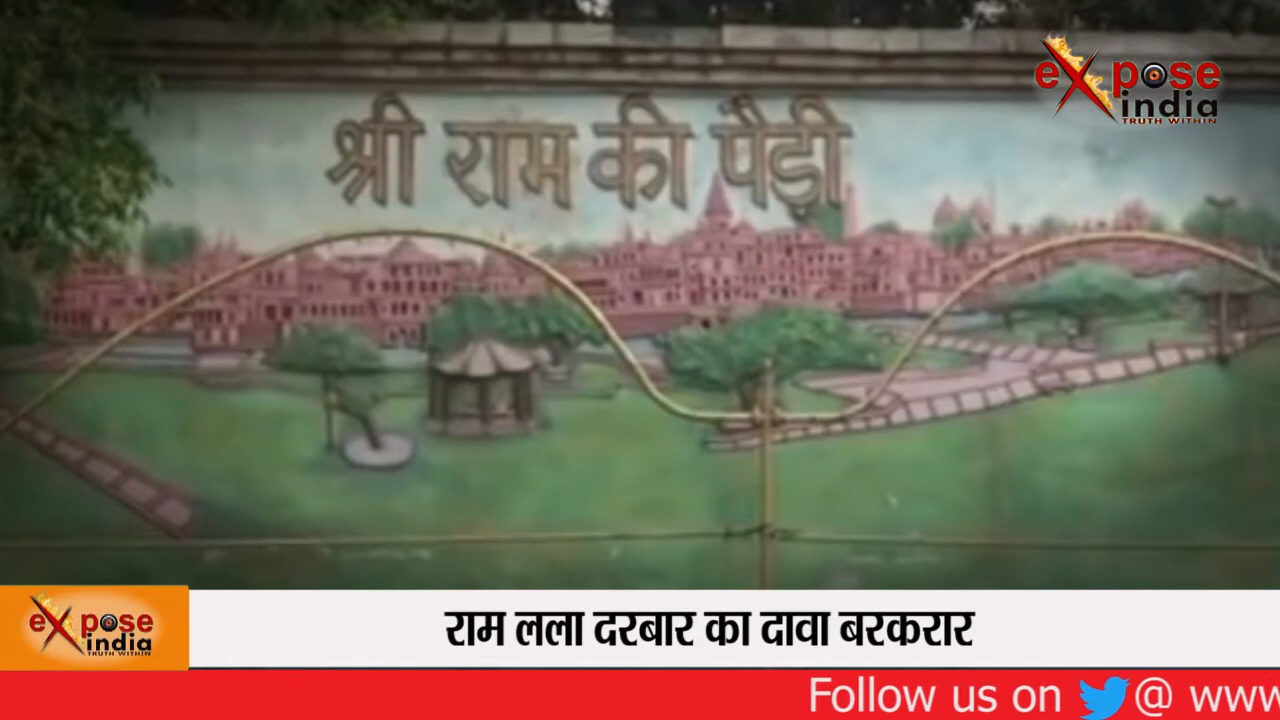 expose
india
TRUTH WITHIN
श्री राम की पैड़ी
expose
india
TRUTH WITHIN
राम लला दरबार का दावा बरकरार
Follow us on @ www